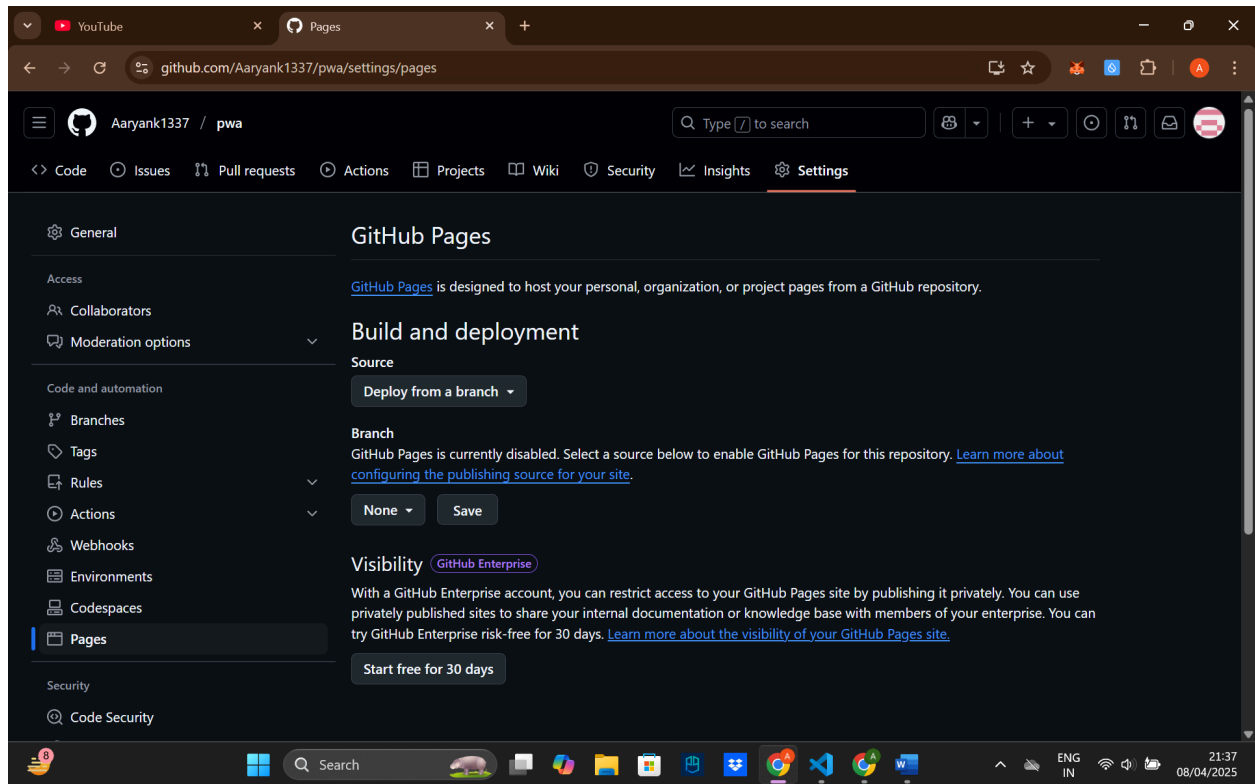 YouTube
Pages
github.com/Aaryank1337/pwa/settings/pages
A
Aaryank1337 / pwa
Type / to search
Code
Issues
Pull requests
Actions
Projects
Wiki
Security
Insights
Settings
General
Access
Collaborators
Moderation options
Code and automation
Branches
Tags
Rules
Actions
Webhooks
Environments
Codespaces
Pages
Security
Code Security
GitHub Pages
GitHub Pages is designed to host your personal, organization, or project pages from a GitHub repository.
Build and deployment
Source
Deploy from a branch
Branch
GitHub Pages is currently disabled. Select a source below to enable GitHub Pages for this repository. Learn more about
configuring the publishing source for your site.
None
Save
Visibility GitHub Enterprise
With a GitHub Enterprise account, you can restrict access to your GitHub Pages site by publishing it privately. You can use
privately published sites to share your internal documentation or knowledge base with members of your enterprise. You can
try GitHub Enterprise risk-free for 30 days. Learn more about the visibility of your GitHub Pages site.
Start free for 30 days
8
Search
A
A
W
ENG
IN
21:37
08/04/2025